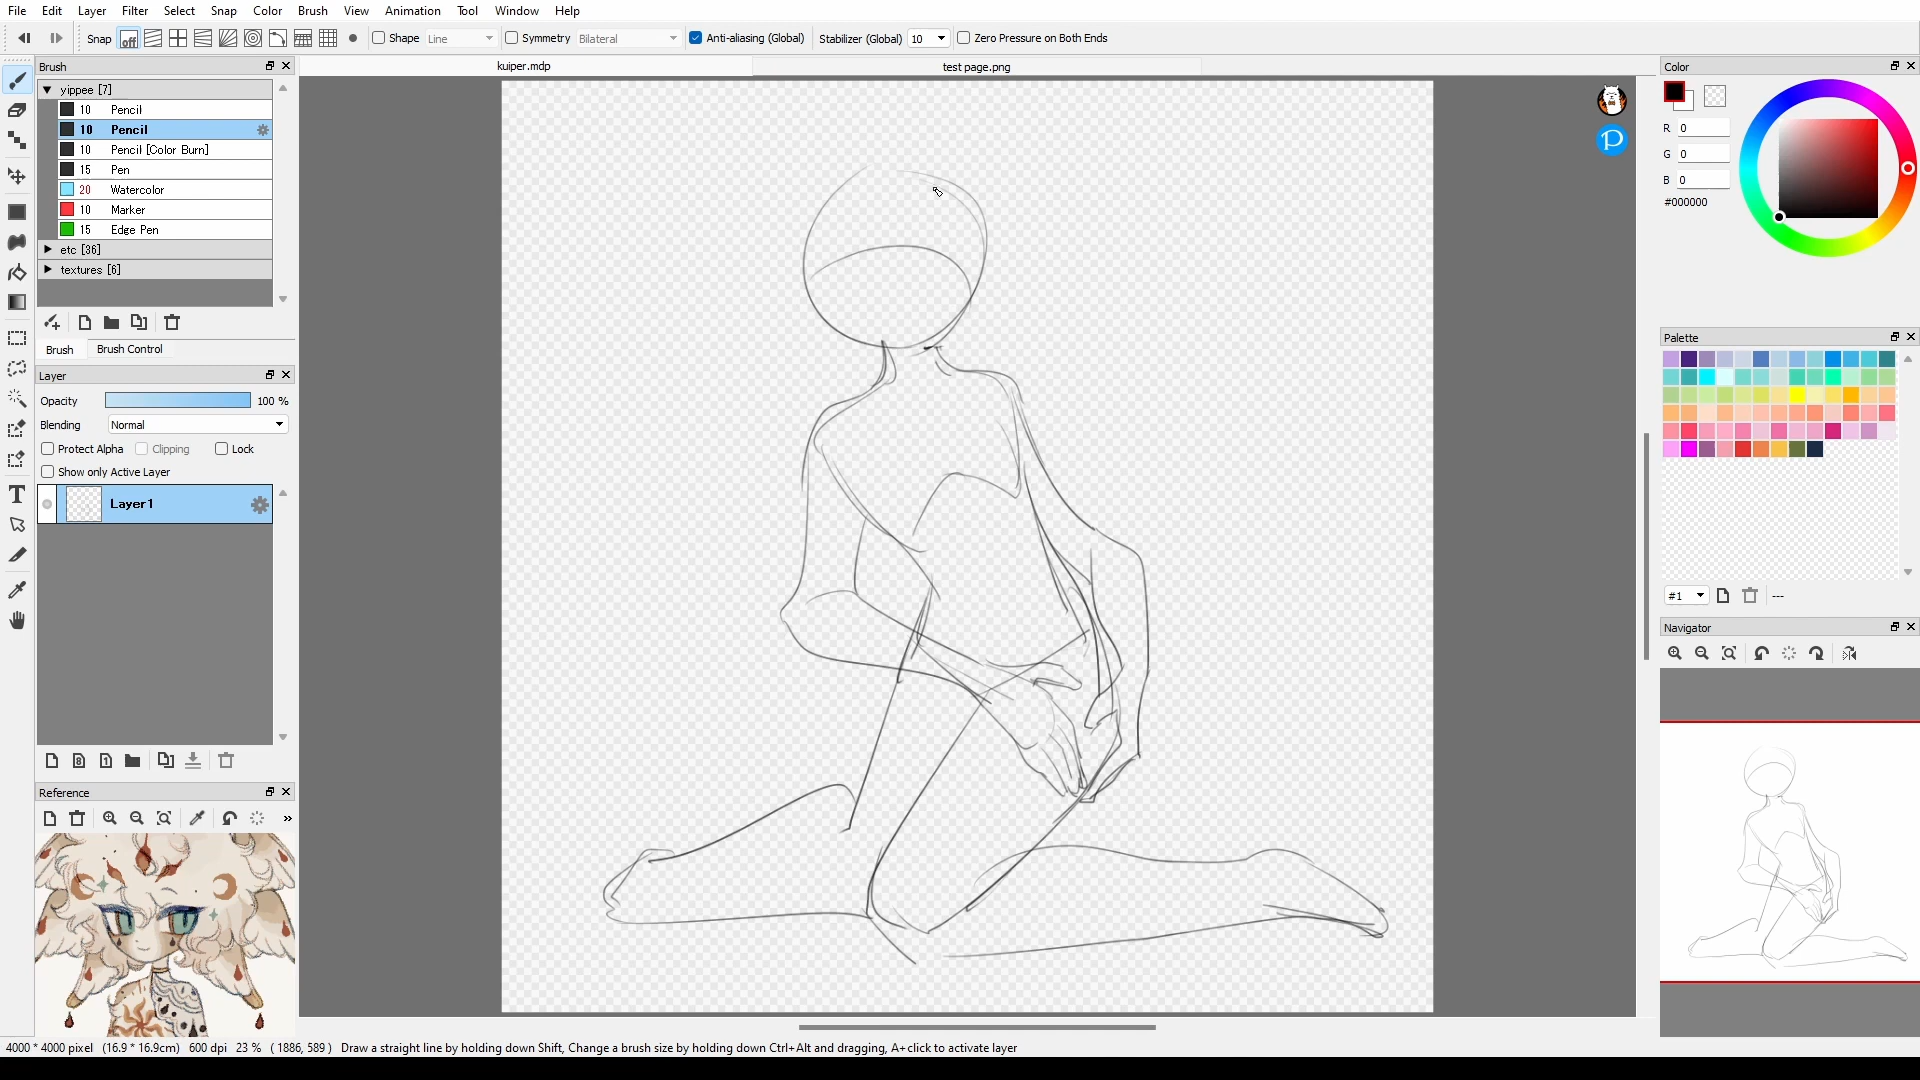 File Edit Layer Filter Select Snap Color Brush View Animation Tool Window Help
Snap off Shape Line Symmetry Bilateral Anti-aliasing (Global) Stabilizer (Global) 10 Zero Pressure on Both Ends
Brush
kuiper.mdp
test page.png
Color
yippee [7]
10 Pencil
10 Pencil
10 Pencil [Color Burn]
15 Pen
20 Watercolor
10 Marker
15 Edge Pen
etc [36]
textures [6]
R 0
G 0
B 0
#000000
Brush
Brush Control
Layer
Opacity 100 %
Blending Normal
Protect Alpha Clipping Lock
Show only Active Layer
Layer1
Palette
#1
---
Navigator
Reference
4000 * 4000 pixel (16.9 * 16.9cm) 600 dpi 23 % ( 1886, 589 ) Draw a straight line by holding down Shift, Change a brush size by holding down Ctrl+Alt and dragging, A+click to activate layer